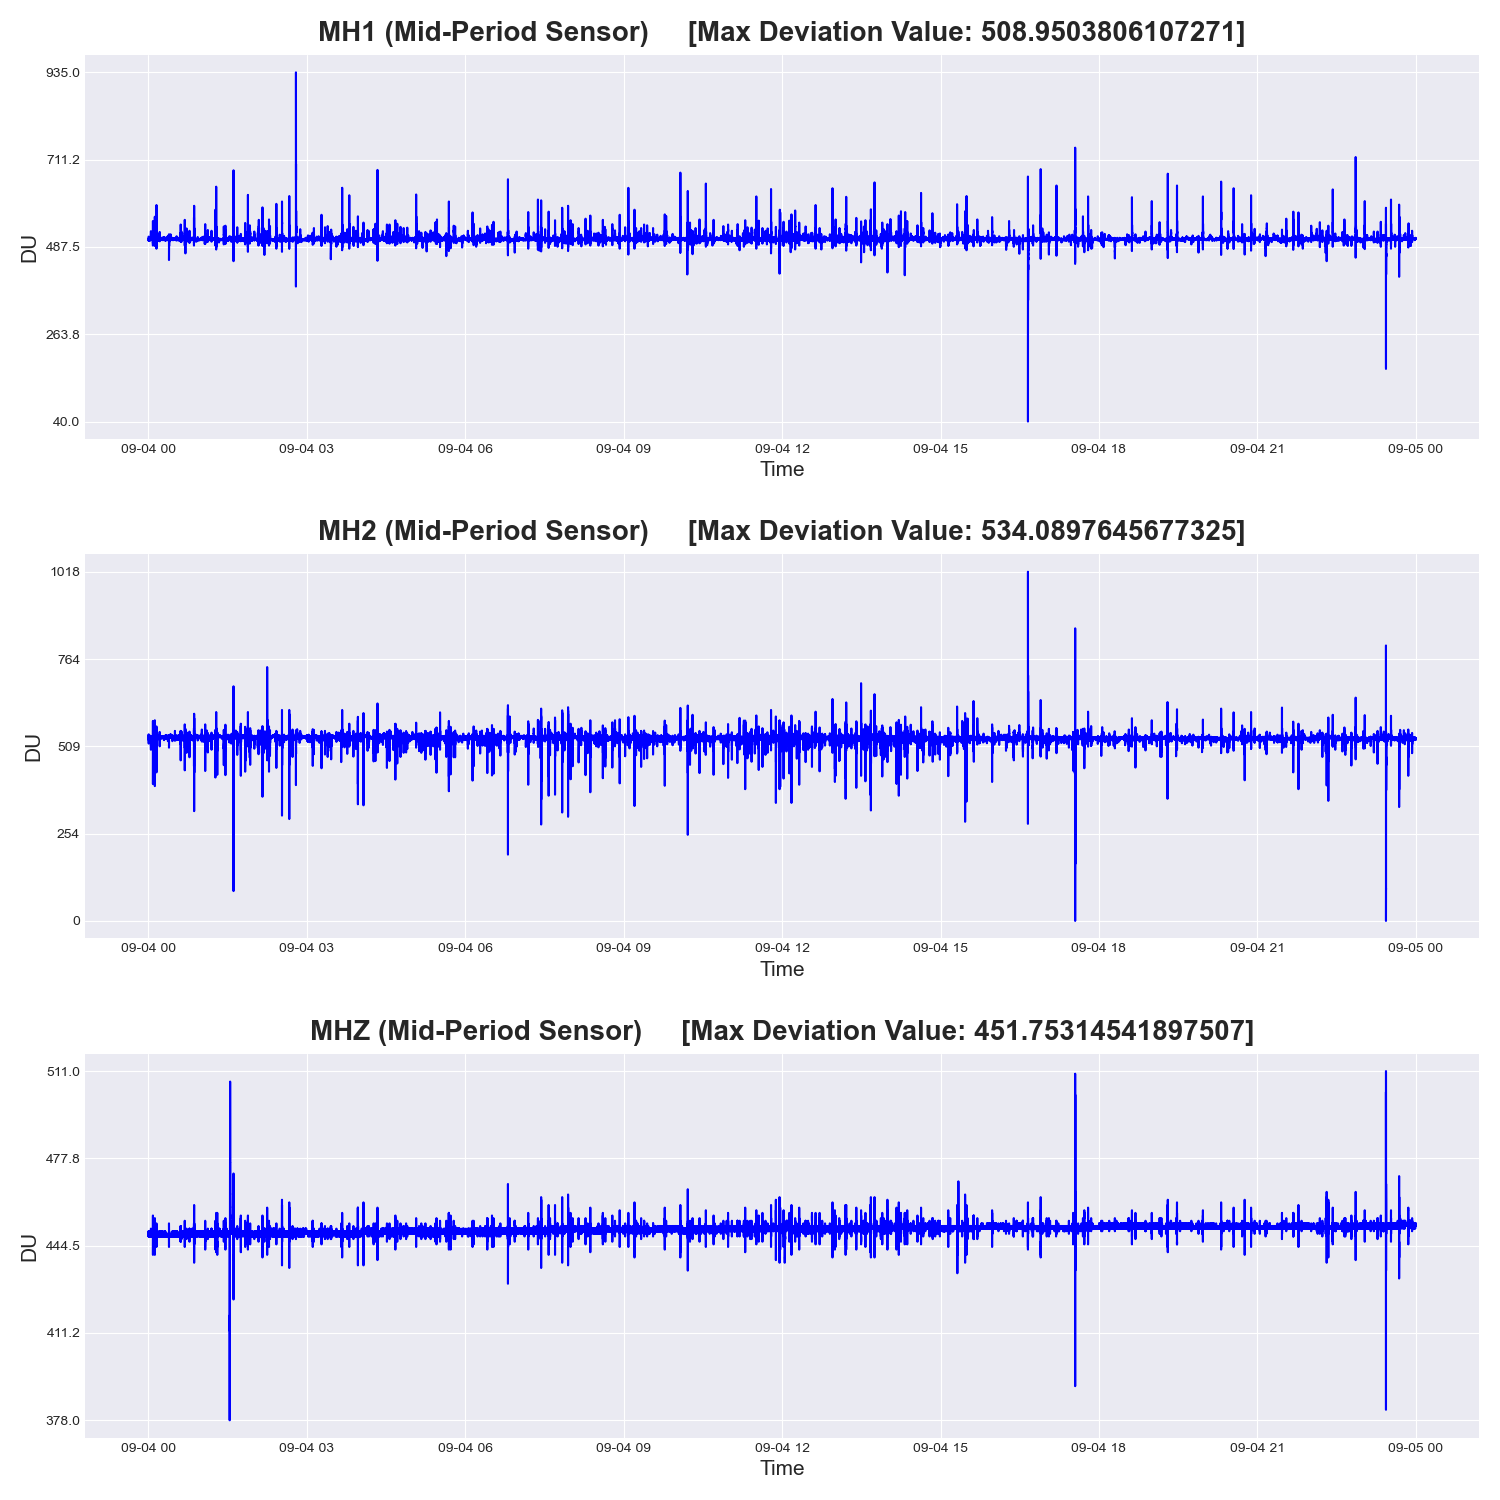 MH1 (Mid-Period Sensor) [Max Deviation Value: 508.9503806107271]
935.0
711.2
487.5
263.8
40.0
DU
09-04 00 09-04 03 09-04 06 09-04 09 09-04 12 09-04 15 09-04 18 09-04 21 09-05 00
Time
MH2 (Mid-Period Sensor) [Max Deviation Value: 534.0897645677325]
1018
764
509
254
0
DU
09-04 00 09-04 03 09-04 06 09-04 09 09-04 12 09-04 15 09-04 18 09-04 21 09-05 00
Time
MHZ (Mid-Period Sensor) [Max Deviation Value: 451.7531454189750​7]
511.0
477.8
444.5
411.2
378.0
DU
09-04 00 09-04 03 09-04 06 09-04 09 09-04 12 09-04 15 09-04 18 09-04 21 09-05 00
Time